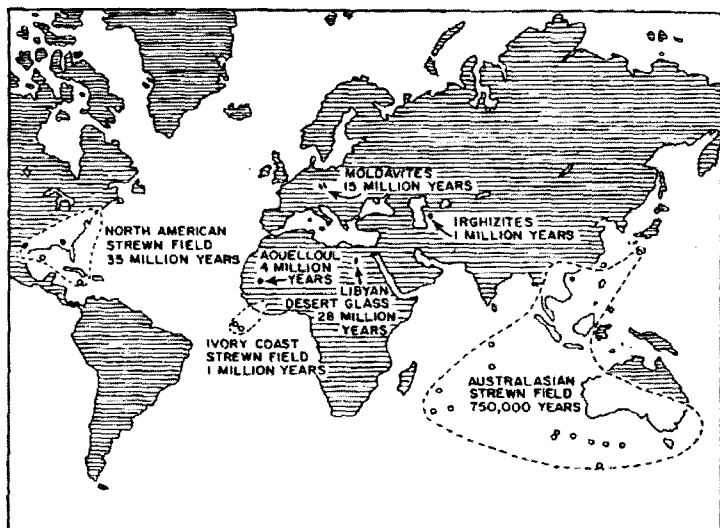 MOLDAVITES
15 MILLION YEARS
NORTH AMERICAN
STREWN FIELD
35 MILLION YEARS
IRGHIZITES
1 MILLION YEARS
AOUELLOUL
4 MILLION
YEARS
LIBYAN
DESERT GLASS
28 MILLION
YEARS
IVORY COAST
STREWN FIELD
1 MILLION YEARS
AUSTRALASIAN
STREWN FIELD
750,000 YEARS